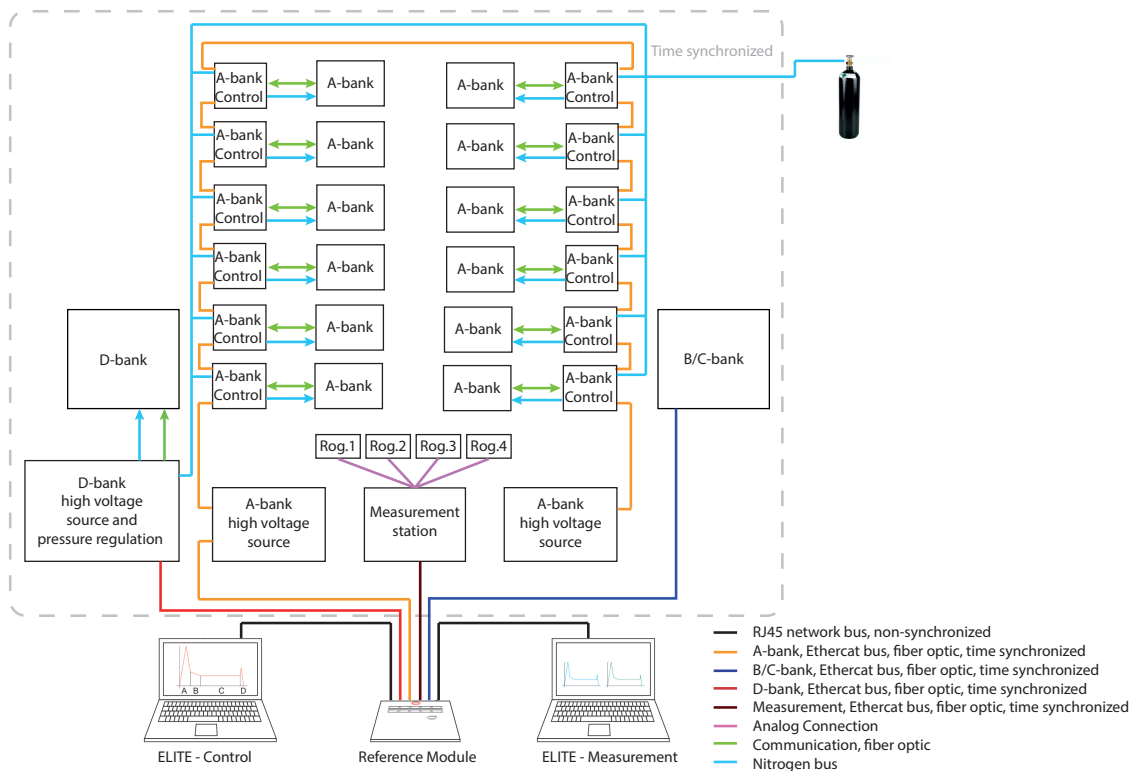 Time synchronized
A-bank
Control
A-bank
A-bank
A-bank
Control
A-bank
Control
A-bank
A-bank
A-bank
Control
A-bank
Control
A-bank
A-bank
A-bank
Control
A-bank
Control
A-bank
A-bank
A-bank
Control
A-bank
Control
A-bank
A-bank
A-bank
Control
A-bank
Control
A-bank
A-bank
A-bank
Control
D-bank
B/C-bank
Rog.1
Rog.2
Rog.3
Rog.4
D-bank
high voltage
source and
pressure regulation
A-bank
high voltage
source
Measurement
station
A-bank
high voltage
source
A B C D
ELITE - Control
Reference Module
ELITE - Measurement
RJ45 network bus, non-synchronized
A-bank, Ethercat bus, fiber optic, time synchronized
B/C-bank, Ethercat bus, fiber optic, time synchronized
D-bank, Ethercat bus, fiber optic, time synchronized
Measurement, Ethercat bus, fiber optic, time synchronized
Analog Connection
Communication, fiber optic
Nitrogen bus